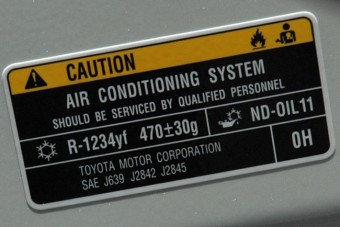 CAUTION
AIR CONDITIONING SYSTEM
SHOULD BE SERVICED BY QUALIFIED PERSONNEL
R-1234yf 470±30g ND-OIL11
TOYOTA MOTOR CORPORATION
SAE J639 J2842 J2845
0H